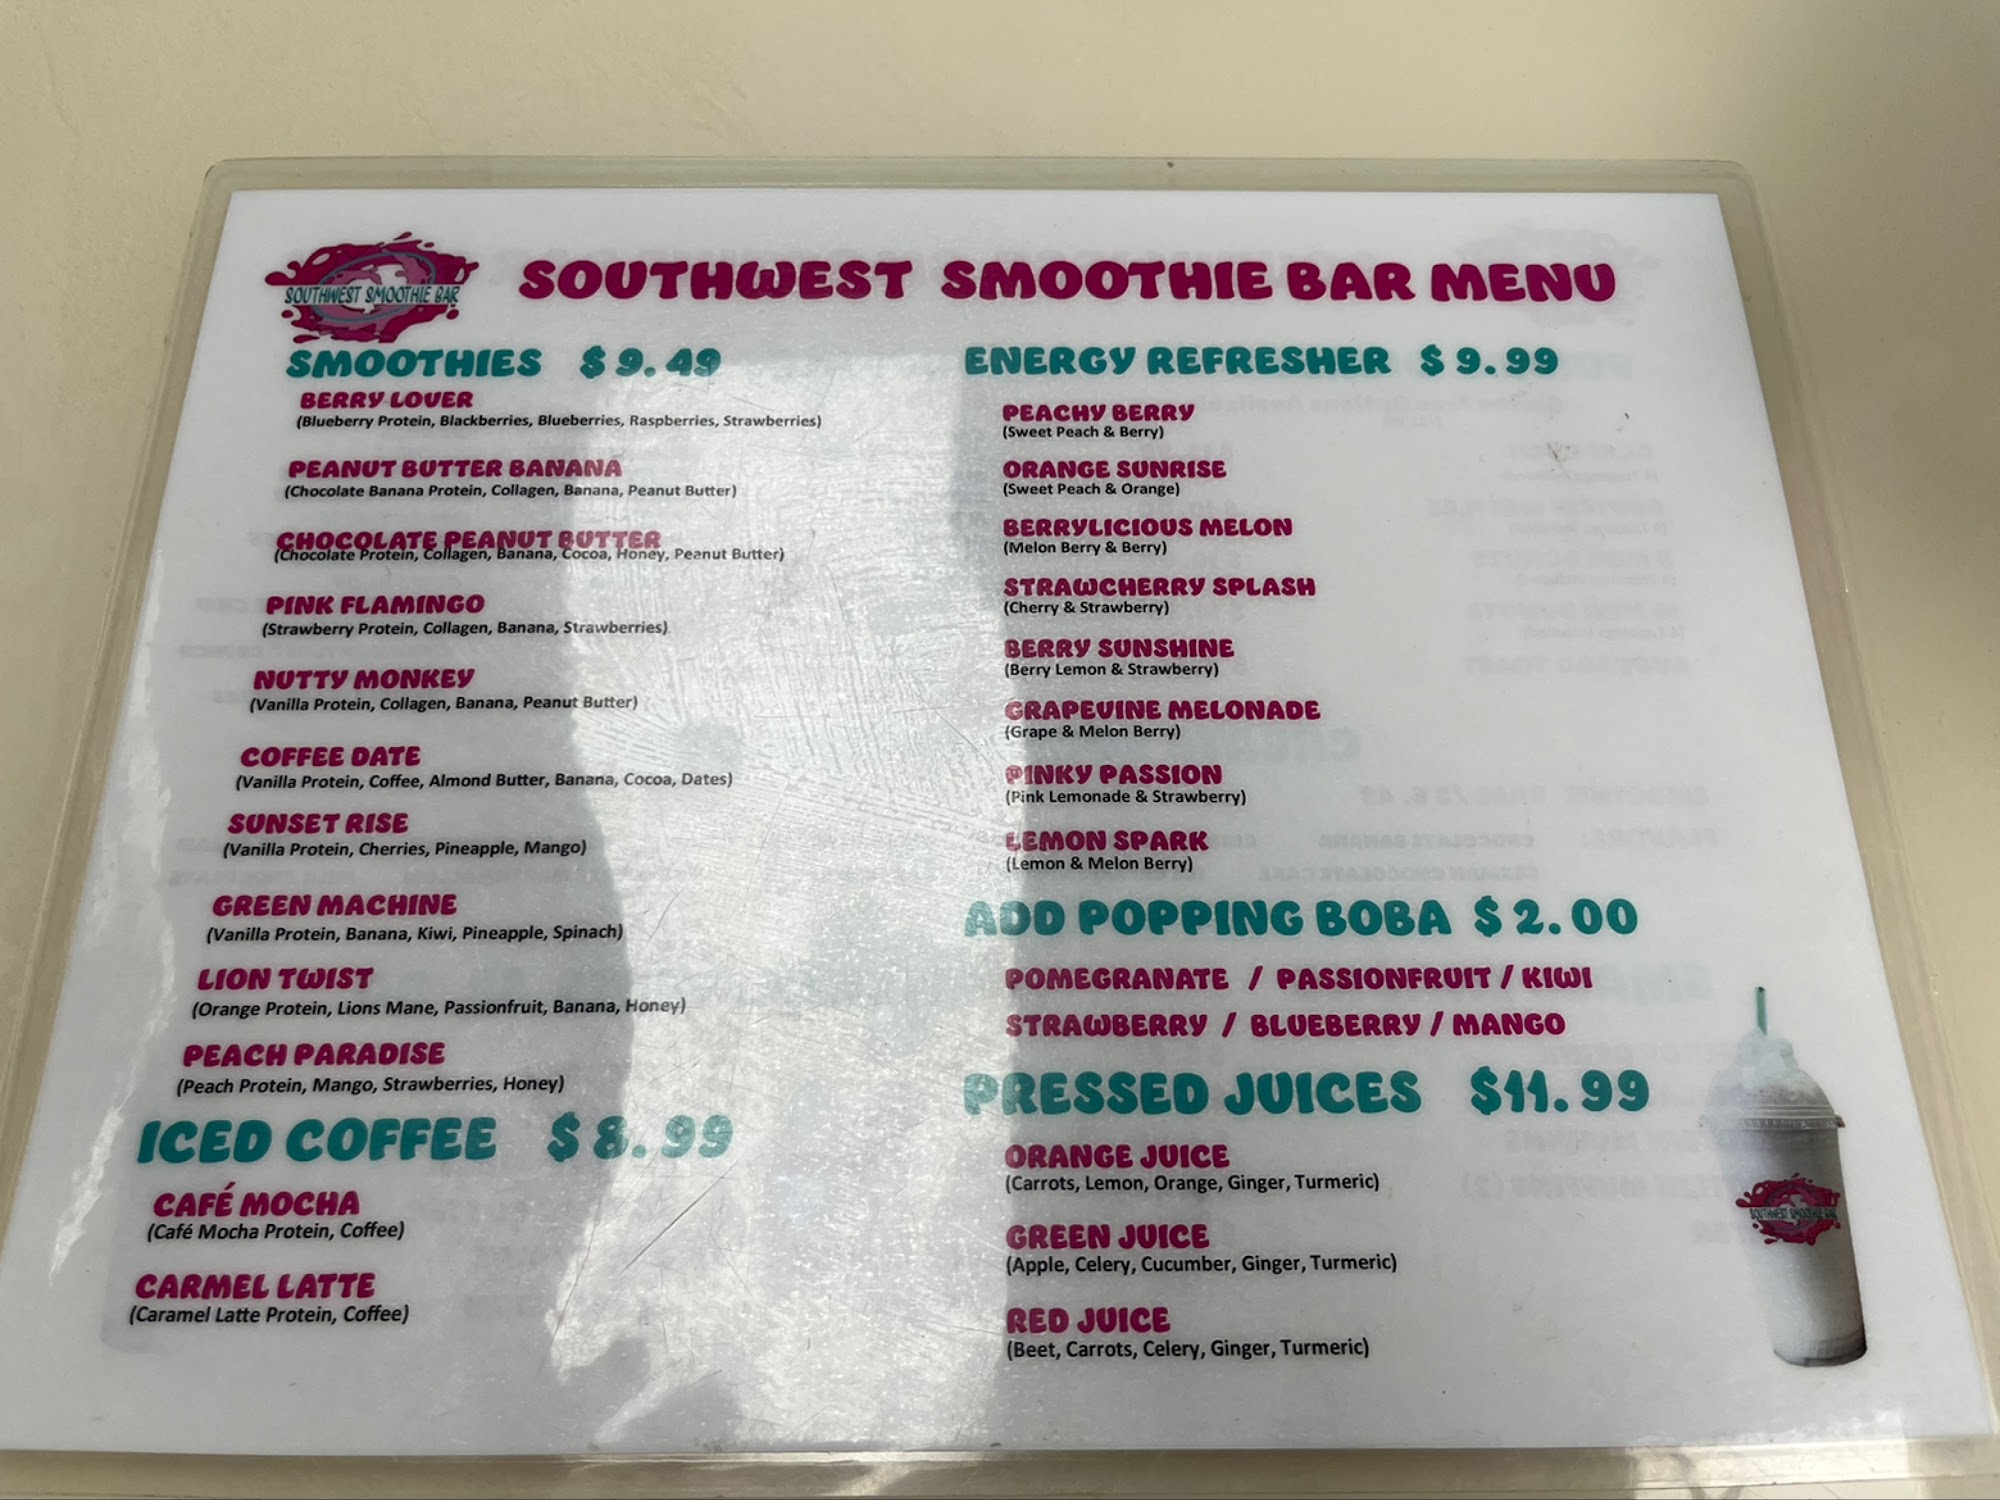 SOUTHWEST SMOOTHIE BAR
SOUTHWEST SMOOTHIE BAR MENU
SMOOTHIES $9.49
BERRY LOVER
(Blueberry Protein, Blackberries, Blueberries, Raspberries, Strawberries)
PEANUT BUTTER BANANA
(Chocolate Banana Protein, Collagen, Banana, Peanut Butter)
CHOCOLATE PEANUT BUTTER
(Chocolate Protein, Collagen, Banana, Cocoa, Honey, Peanut Butter)
PINK FLAMINGO
(Strawberry Protein, Collagen, Banana, Strawberries)
NUTTY MONKEY
(Vanilla Protein, Collagen, Banana, Peanut Butter)
COFFEE DATE
(Vanilla Protein, Coffee, Almond Butter, Banana, Cocoa, Dates)
SUNSET RISE
(Vanilla Protein, Cherries, Pineapple, Mango)
GREEN MACHINE
(Vanilla Protein, Banana, Kiwi, Pineapple, Spinach)
LION TWIST
(Orange Protein, Lions Mane, Passionfruit, Banana, Honey)
PEACH PARADISE
(Peach Protein, Mango, Strawberries, Honey)
ICED COFFEE $8.99
CAFÉ MOCHA
(Café Mocha Protein, Coffee)
CARMEL LATTE
(Caramel Latte Protein, Coffee)
ENERGY REFRESHER $9.99
PEACHY BERRY
(Sweet Peach & Berry)
ORANGE SUNRISE
(Sweet Peach & Orange)
BERRYLICIOUS MELON
(Melon Berry & Berry)
STRAWCHERRY SPLASH
(Cherry & Strawberry)
BERRY SUNSHINE
(Berry Lemon & Strawberry)
GRAPEVINE MELONADE
(Grape & Melon Berry)
PINKY PASSION
(Pink Lemonade & Strawberry)
LEMON SPARK
(Lemon & Melon Berry)
ADD POPPING BOBA $2.00
POMEGRANATE / PASSIONFRUIT / KIWI
STRAWBERRY / BLUEBERRY / MANGO
PRESSED JUICES $11.99
ORANGE JUICE
(Carrots, Lemon, Orange, Ginger, Turmeric)
GREEN JUICE
(Apple, Celery, Cucumber, Ginger, Turmeric)
RED JUICE
(Beet, Carrots, Celery, Ginger, Turmeric)
SOUTHWEST SMOOTHIE BAR